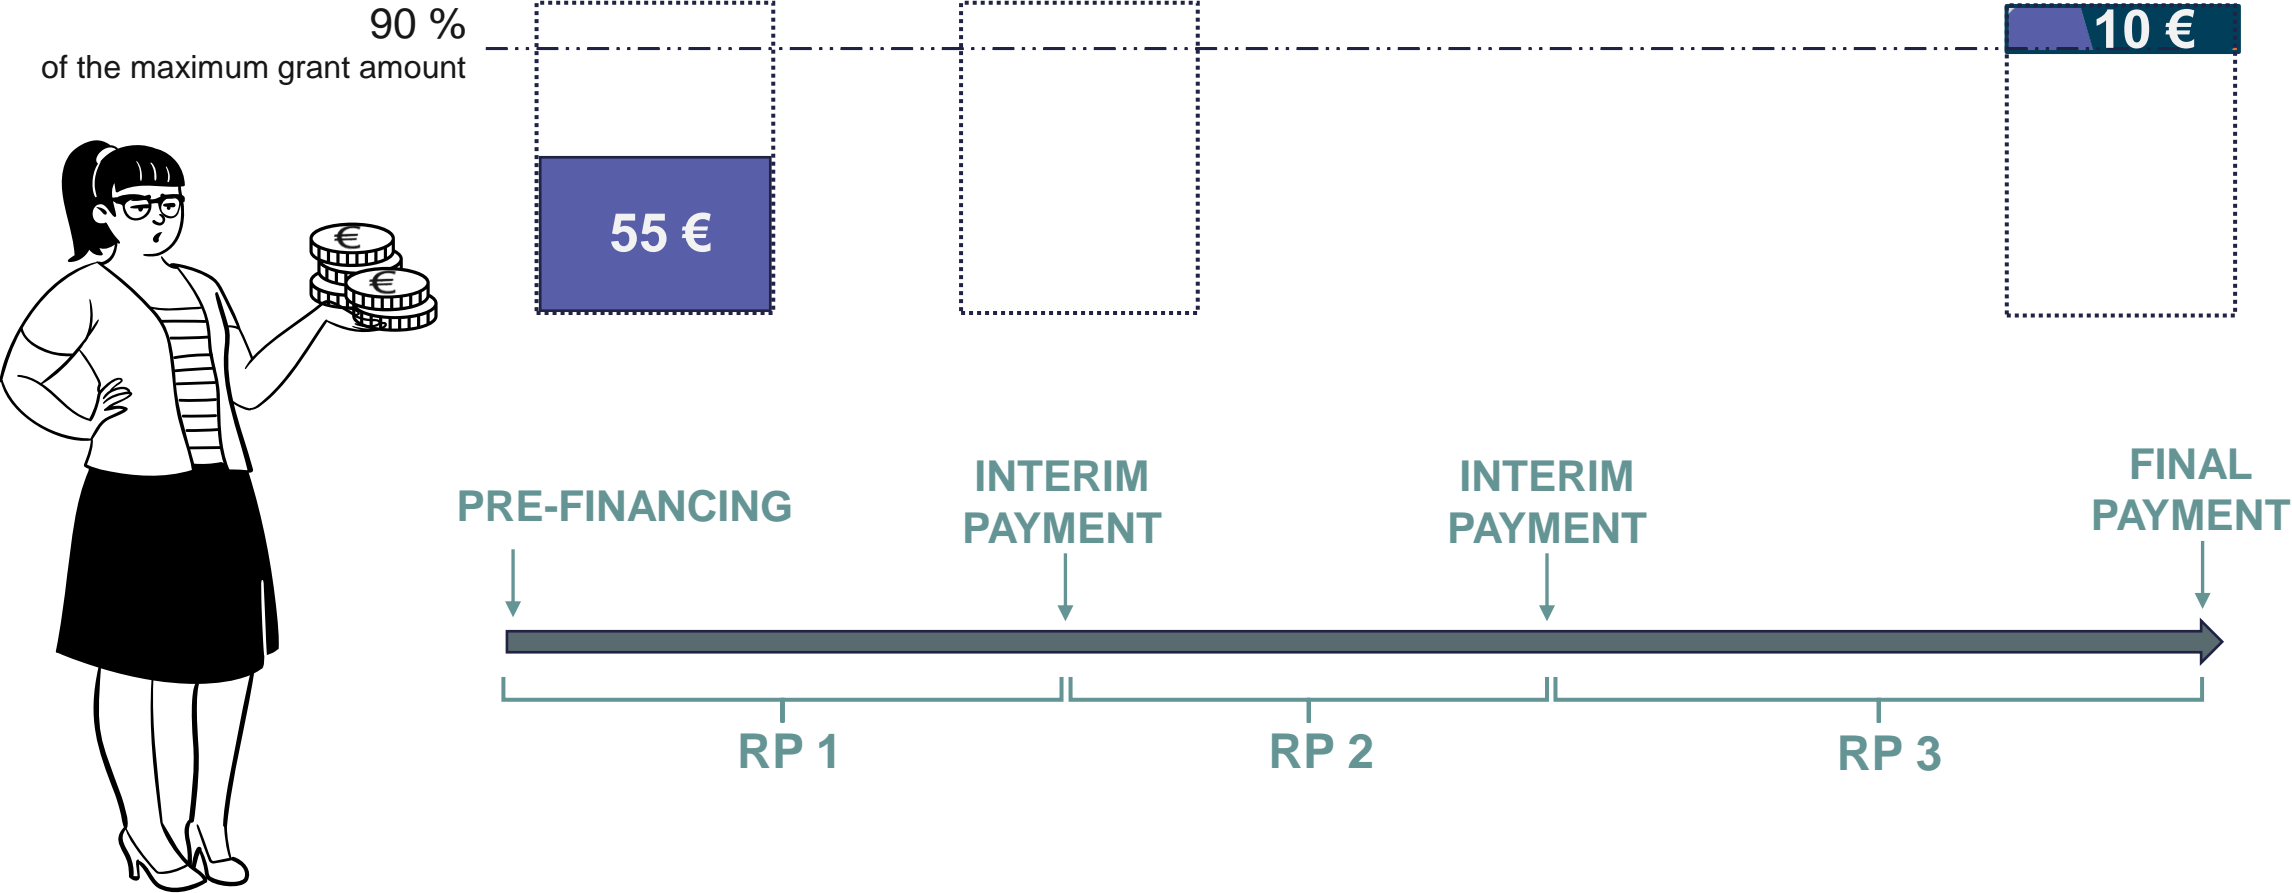 90 %
of the maximum grant amount
10 €
55 €
€
€
PRE-FINANCING
INTERIM
PAYMENT
INTERIM
PAYMENT
FINAL
PAYMENT
RP 1
RP 2
RP 3